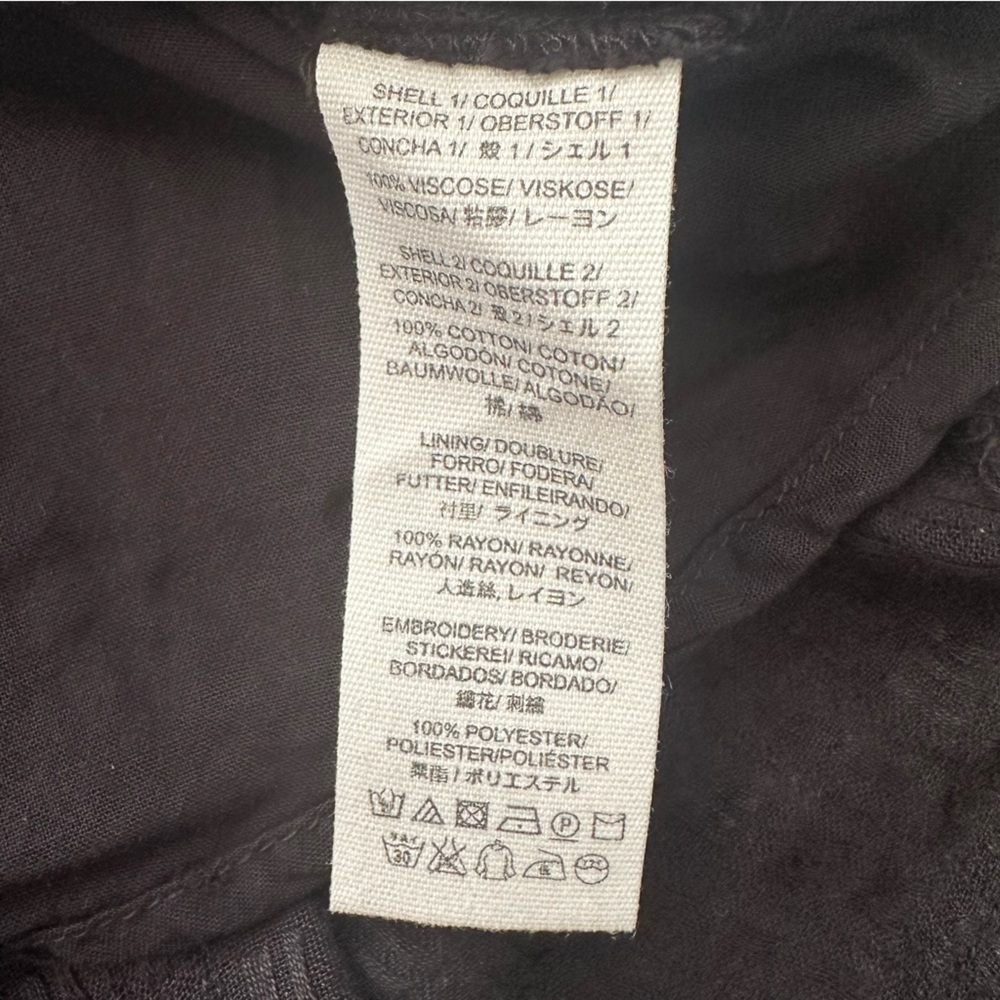 SHELL 1/ COQUILLE 1/
EXTERIOR 1/ OBERSTOFF 1/
CONCHA 1/ 殼 1 / シェル 1
100% VISCOSE/ VISKOSE/
VISCOSA/ 粘膠/ レーヨン
SHELL 2/ COQUILLE 2/
EXTERIOR 2/ OBERSTOFF 2/
CONCHA 2/ 殼 2 / シェル 2
100% COTTON/ COTON/
ALGODÓN/ COTONE/
BAUMWOLLE/ ALGODÃO/
棉/ 綿
LINING/ DOUBLURE/
FORRO/ FODERA/
FUTTER/ ENFILEIRANDO/
衬里/ ライニング
100% RAYON/ RAYONNE/
RAYÓN/ RAYON/ REYON/
人造絲, レイヨン
EMBROIDERY/ BRODERIE/
STICKEREI/ RICAMO/
BORDADOS/ BORDADO/
繡花/ 刺繡
100% POLYESTER/
POLIESTER/POLIÉSTER
聚酯 / ポリエステル
P
30